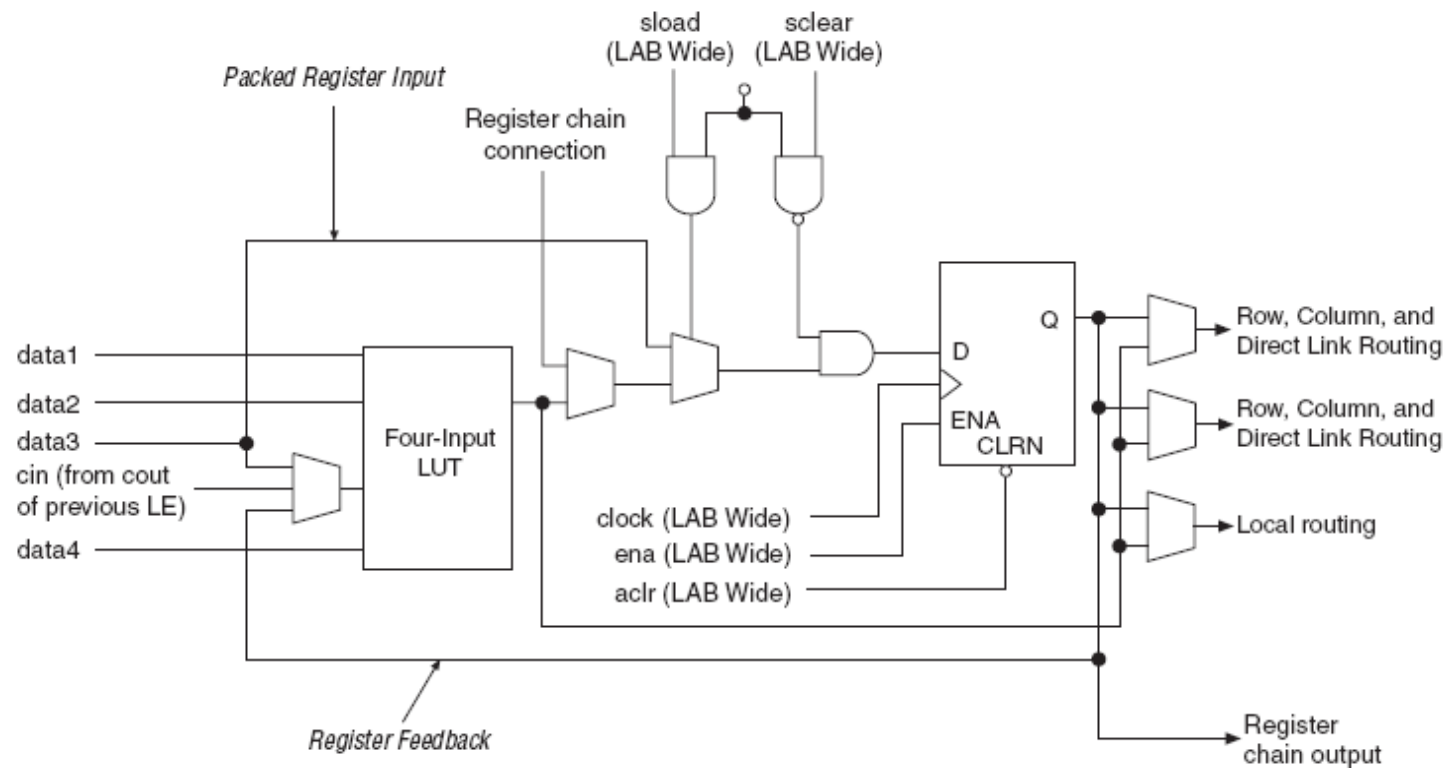 sload
(LAB Wide)
sclear
(LAB Wide)
Packed Register Input
Register chain
connection
data1
data2
data3
cin (from cout
of previous LE)
data4
Four-Input
LUT
D
Q
ENA
CLRN
clock (LAB Wide)
ena (LAB Wide)
aclr (LAB Wide)
Row, Column, and
Direct Link Routing
Row, Column, and
Direct Link Routing
Local routing
Register Feedback
Register
chain output